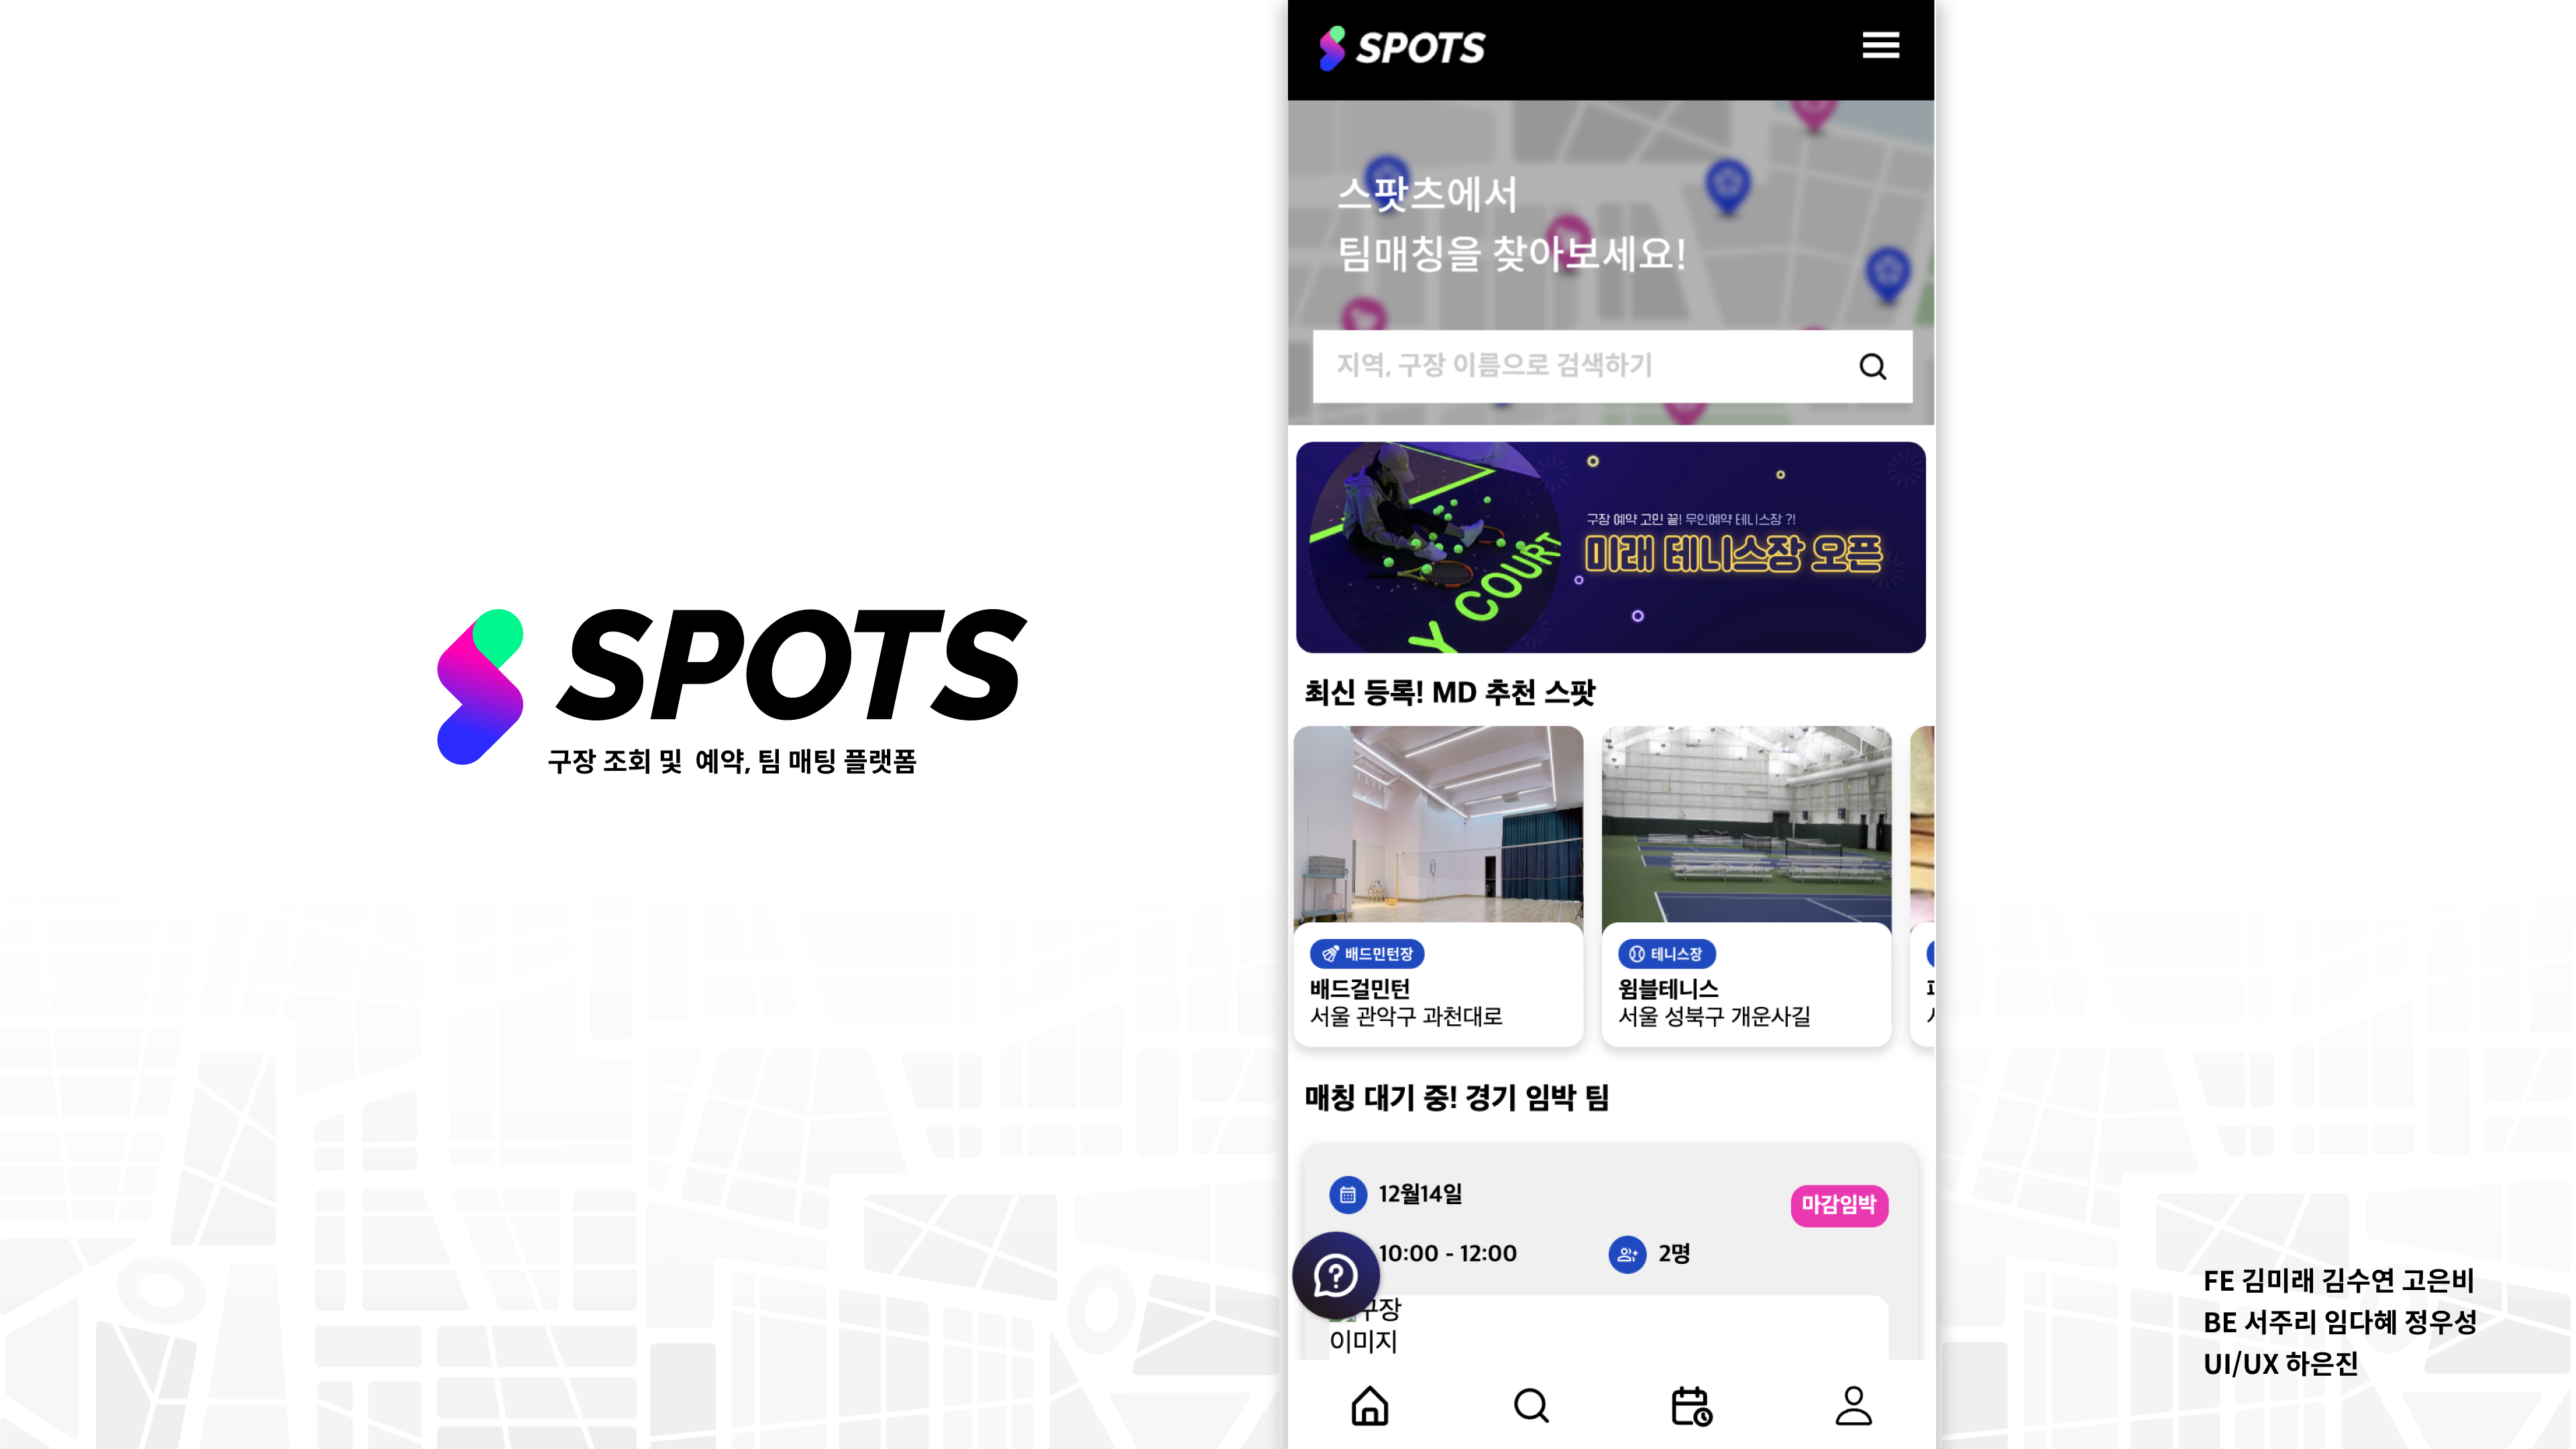 SPOTS
구장 조회 및 예약, 팀 매팅 플랫폼
SPOTS
스팟츠에서
팀매칭을 찾아보세요!
지역, 구장 이름으로 검색하기
Y COURT
구장 예약 고민 끝! 무인예약 테니스장 ?!
미래 테니스장 오픈
최신 등록! MD 추천 스팟
배드민턴장
배드걸민턴
서울 관악구 과천대로
테니스장
윔블테니스
서울 성북구 개운사길
매칭 대기 중! 경기 임박 팀
12월14일
마감임박
10:00 - 12:00
2명
구장
이미지
FE 김미래 김수연 고은비
BE 서주리 임다혜 정우성
UI/UX 하은진